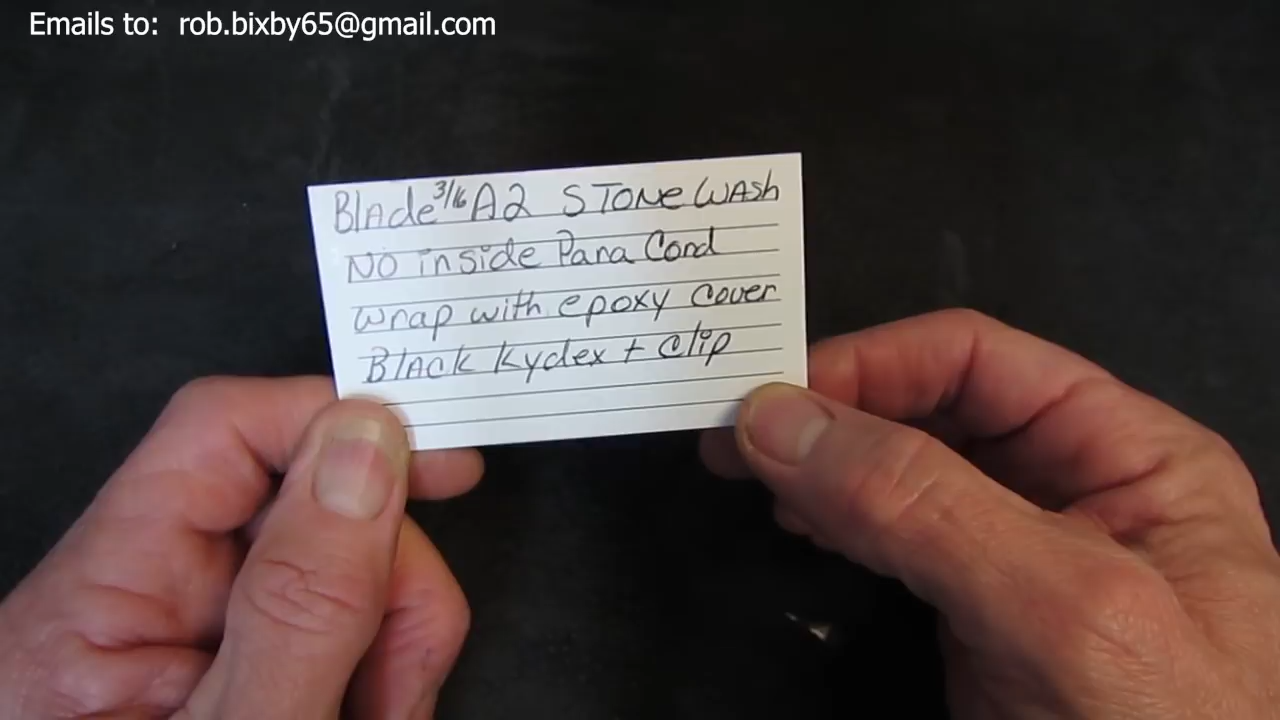 Emails to: rob.bixby65@gmail.com
Blade 3/16 A2 STONE WASh
NO inside Para Cord
Wrap with epoxy Cover
Black Kydex + Clip